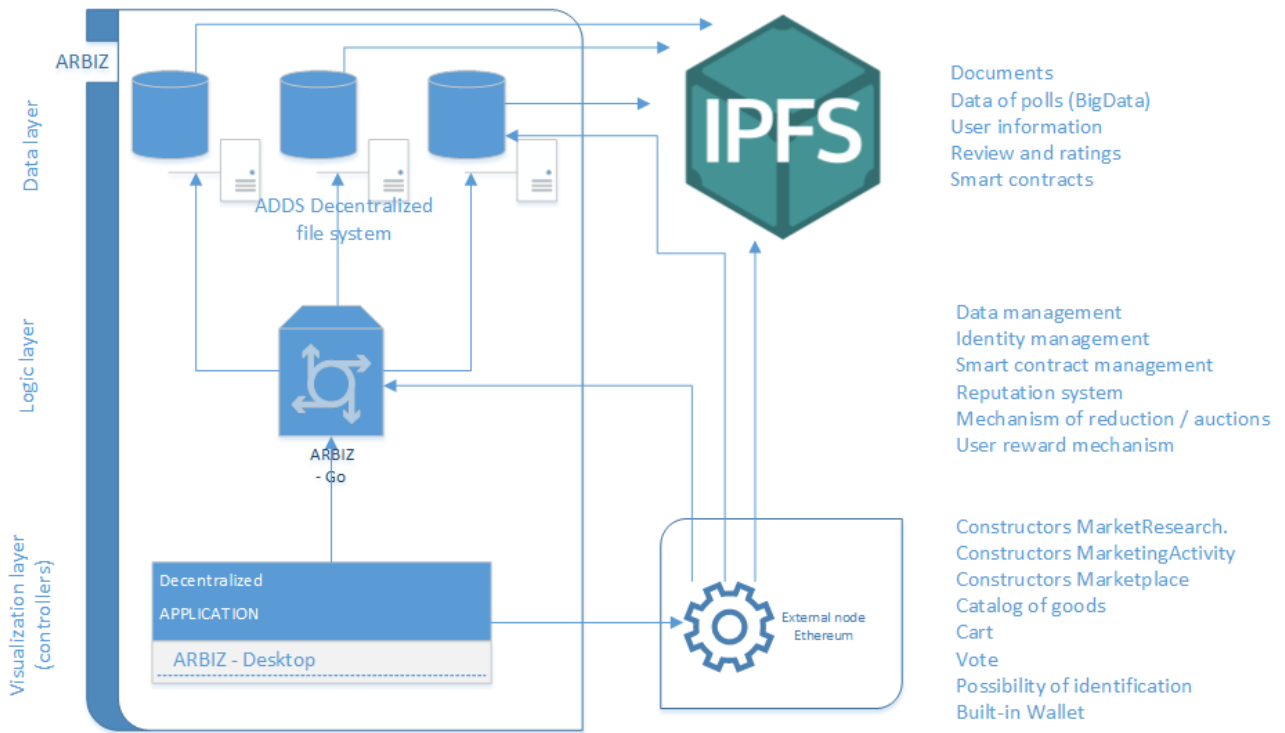 ARBIZ
Data layer
IPFS
Documents
Data of polls (BigData)
User information
Review and ratings
Smart contracts
ADDS Decentralized
file system
Logic layer
ARBIZ
- Go
Data management
Identity management
Smart contract management
Reputation system
Mechanism of reduction / auctions
User reward mechanism
Visualization layer
(controllers)
Decentralized
APPLICATION
ARBIZ - Desktop
External node
Ethereum
Constructors MarketResearch.
Constructors MarketingActivity
Constructors Marketplace
Catalog of goods
Cart
Vote
Possibility of identification
Built-in Wallet